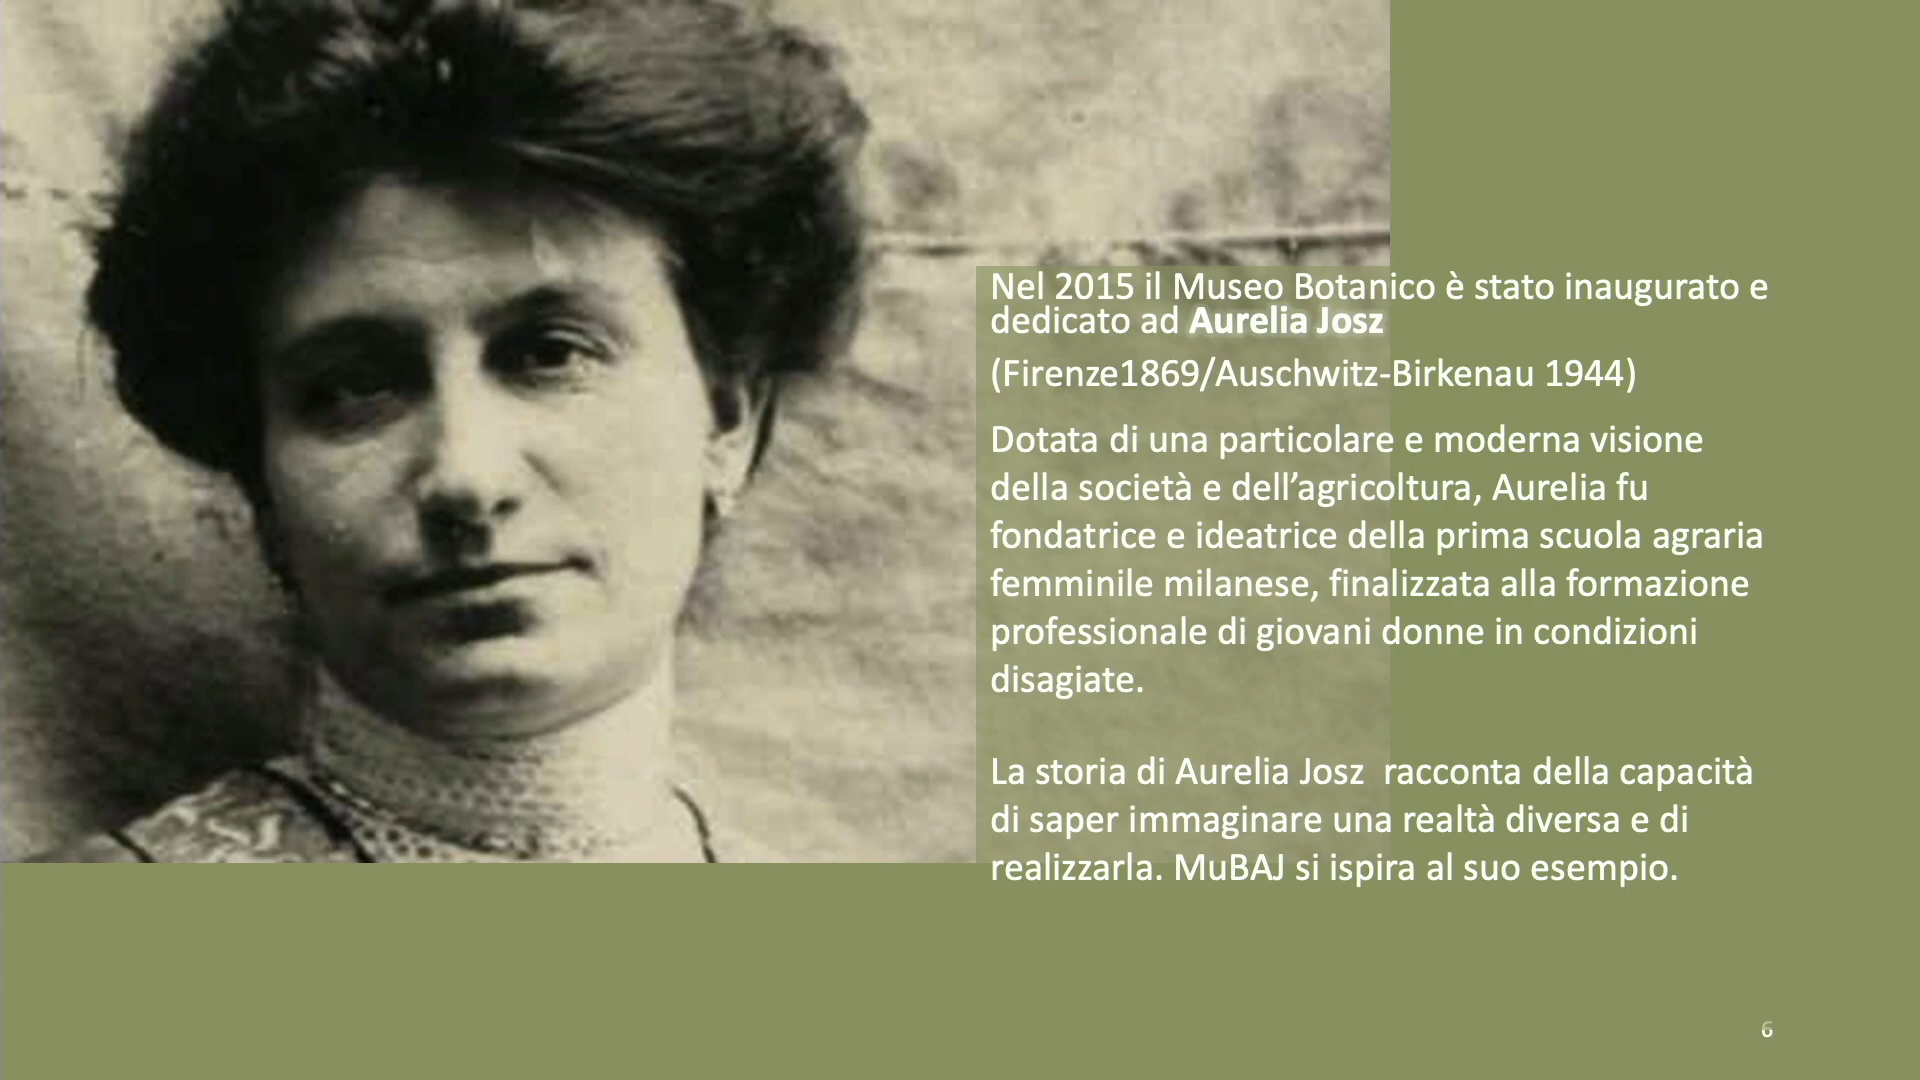 Nel 2015 il Museo Botanico è stato inaugurato e
dedicato ad Aurelia Josz
(Firenze1869/Auschwitz-Birkenau 1944)
Dotata di una particolare e moderna visione
della società e dell’agricoltura, Aurelia fu
fondatrice e ideatrice della prima scuola agraria
femminile milanese, finalizzata alla formazione
professionale di giovani donne in condizioni
disagiate.
La storia di Aurelia Josz  racconta della capacità
di saper immaginare una realtà diversa e di
realizzarla. MuBAJ si ispira al suo esempio.
6